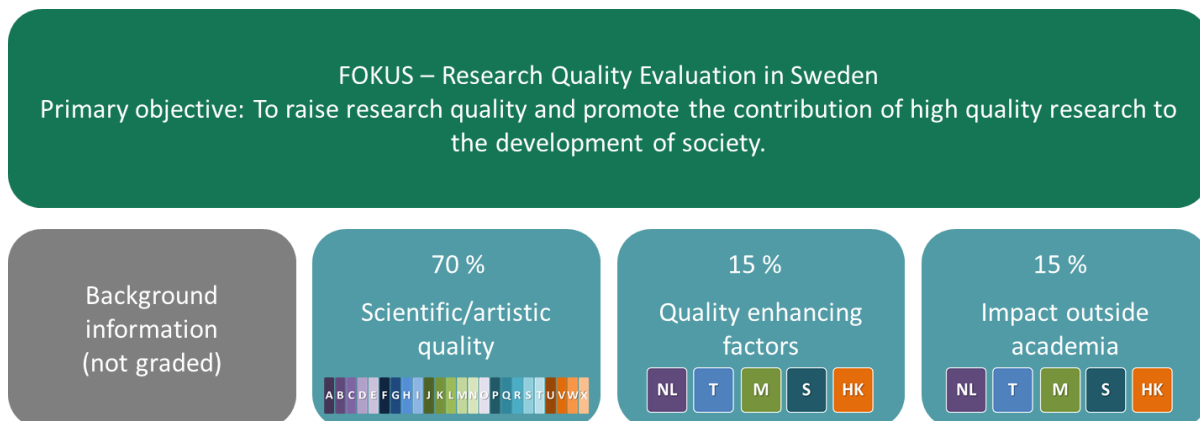 FOKUS – Research Quality Evaluation in Sweden
Primary objective: To raise research quality and promote the contribution of high quality research to
the development of society.
Background
information
(not graded)
70 %
Scientific/artistic
quality
A B C D E F G H I J K L M N O P Q R S T U V W X
15 %
Quality enhancing
factors
NL T M S HK
15 %
Impact outside
academia
NL T M S HK